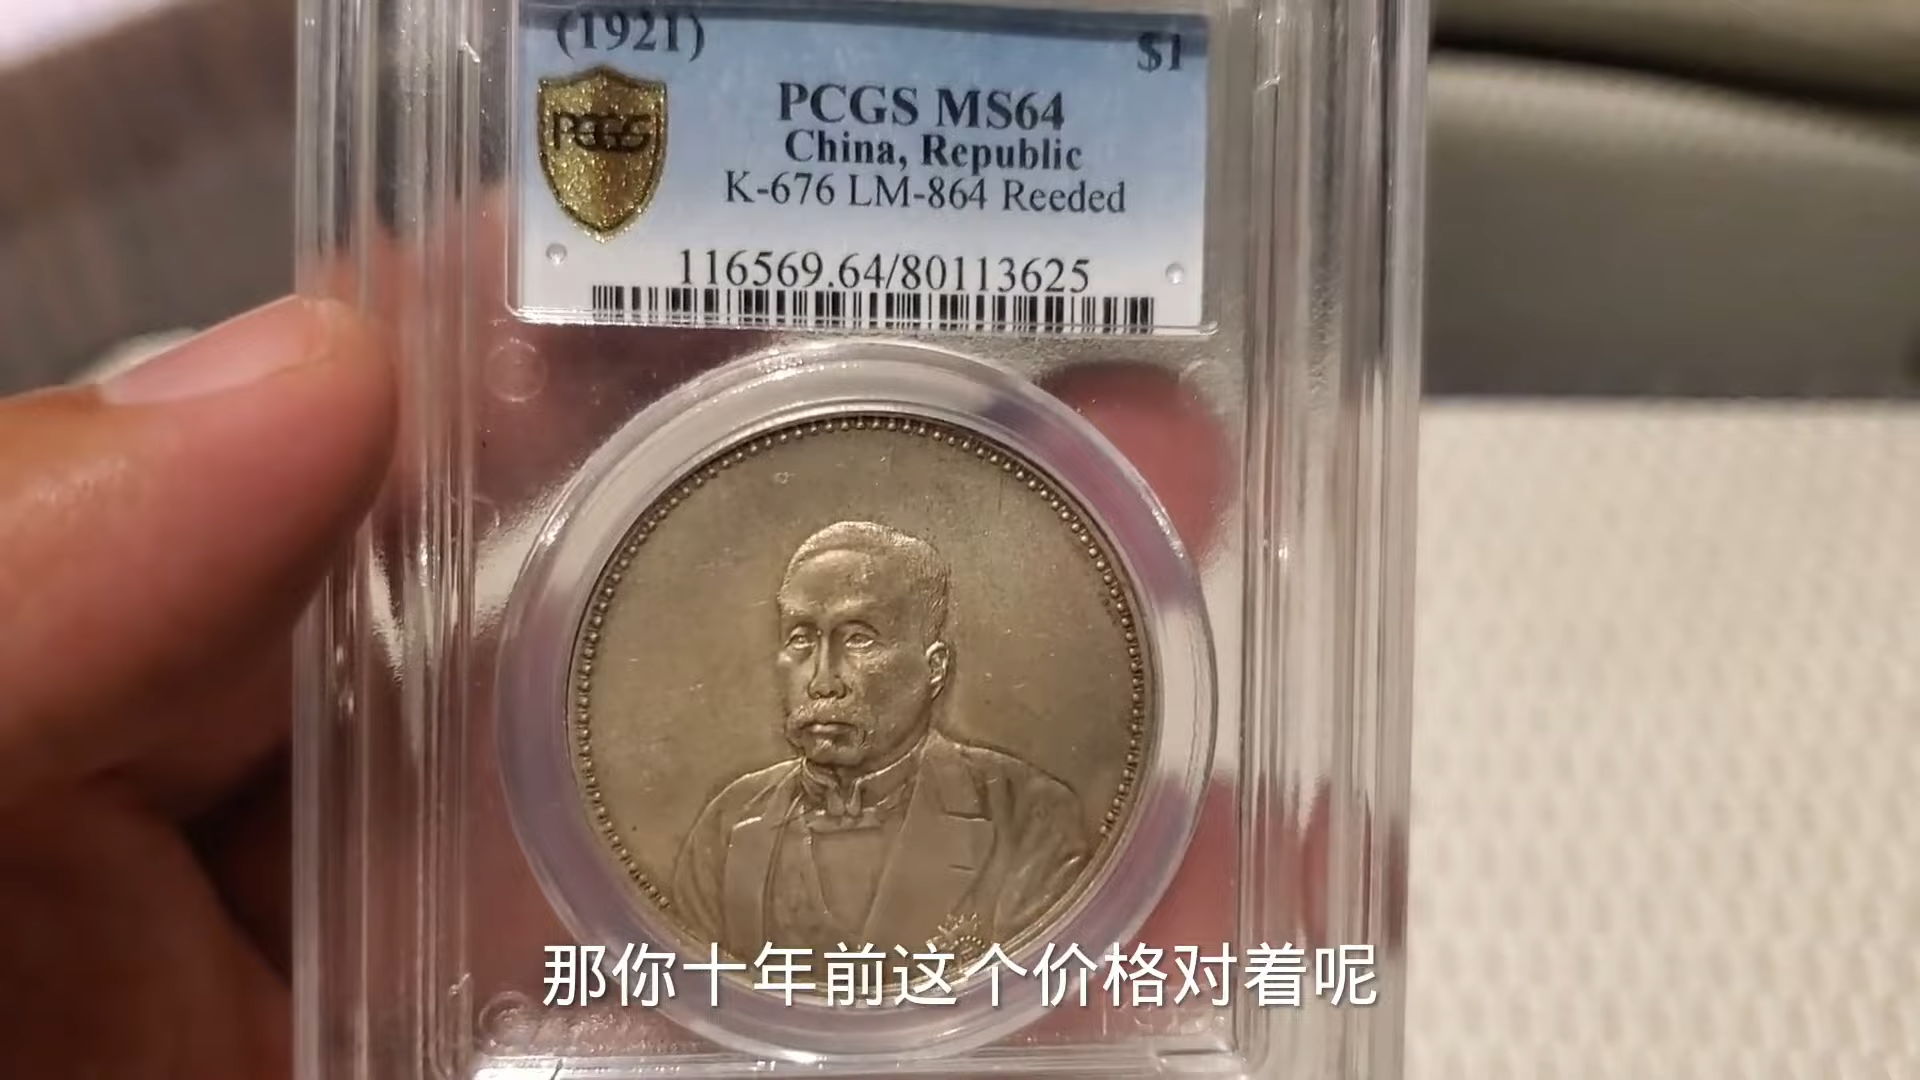 (1921) $1
PCGS MS64
PCGS
China, Republic
K-676 LM-864 Reeded
116569.64/80113625
那你十年前这个价格对着呢